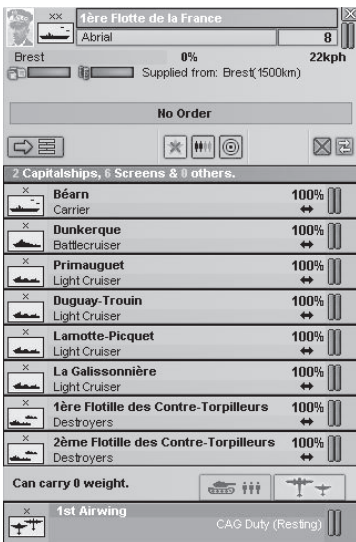 xx 1ère Flotte de la France
Abrial 8
Brest 0% 22kph
Supplied from: Brest(1500km)
No Order
2 Capitalships, 6 Screens & 0 others.
x Béarn 100%
Carrier
x Dunkerque 100%
Battlecruiser
x Primauguet 100%
Light Cruiser
x Duguay-Trouin 100%
Light Cruiser
x Lamotte-Picquet 100%
Light Cruiser
x La Galissonnière 100%
Light Cruiser
x 1ère Flotille des Contre-Torpilleurs 100%
Destroyers
x 2ème Flotille des Contre-Torpilleurs 100%
Destroyers
Can carry 0 weight.
x 1st Airwing
CAG Duty (Resting)